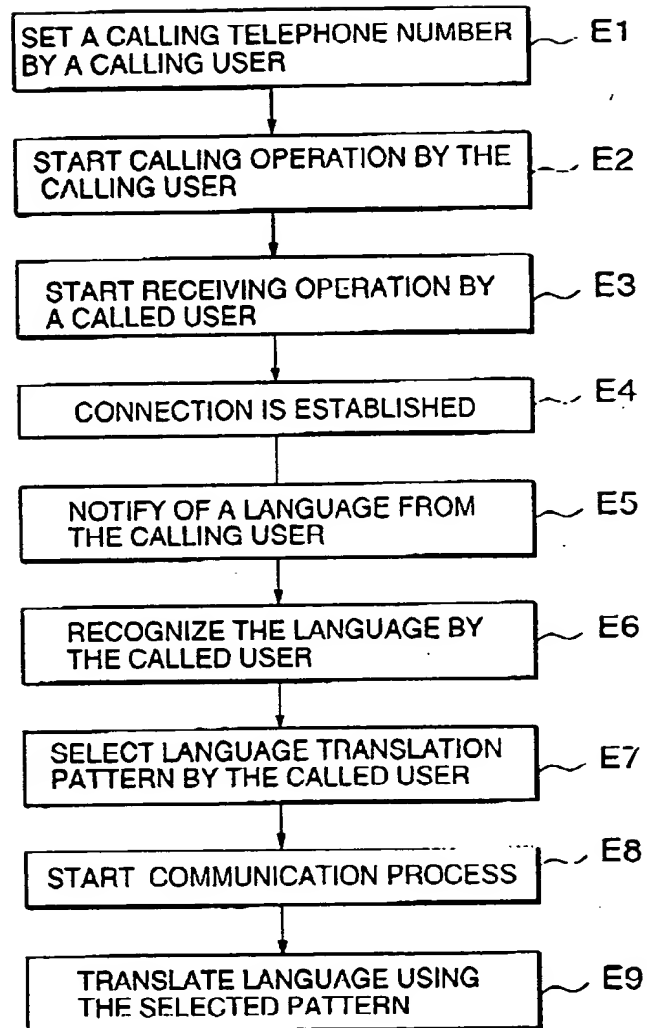 SET A CALLING TELEPHONE NUMBER
BY A CALLING USER
E1
START CALLING OPERATION BY THE
CALLING USER
E2
START RECEIVING OPERATION BY
A CALLED USER
E3
CONNECTION IS ESTABLISHED
E4
NOTIFY OF A LANGUAGE FROM
THE CALLING USER
E5
RECOGNIZE THE LANGUAGE BY
THE CALLED USER
E6
SELECT LANGUAGE TRANSLATION
PATTERN BY THE CALLED USER
E7
START COMMUNICATION PROCESS
E8
TRANSLATE LANGUAGE USING
THE SELECTED PATTERN
E9